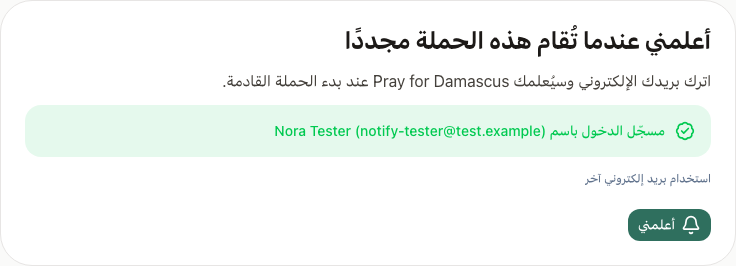 أعلمني عندما تُقام هذه الحملة مجددًا
اترك بريدك الإلكتروني وسيُعلمك Pray for Damascus عند بدء الحملة القادمة.
مسجّل الدخول باسم Nora Tester (notify-tester@test.example)
استخدام بريد إلكتروني آخر
أعلمني